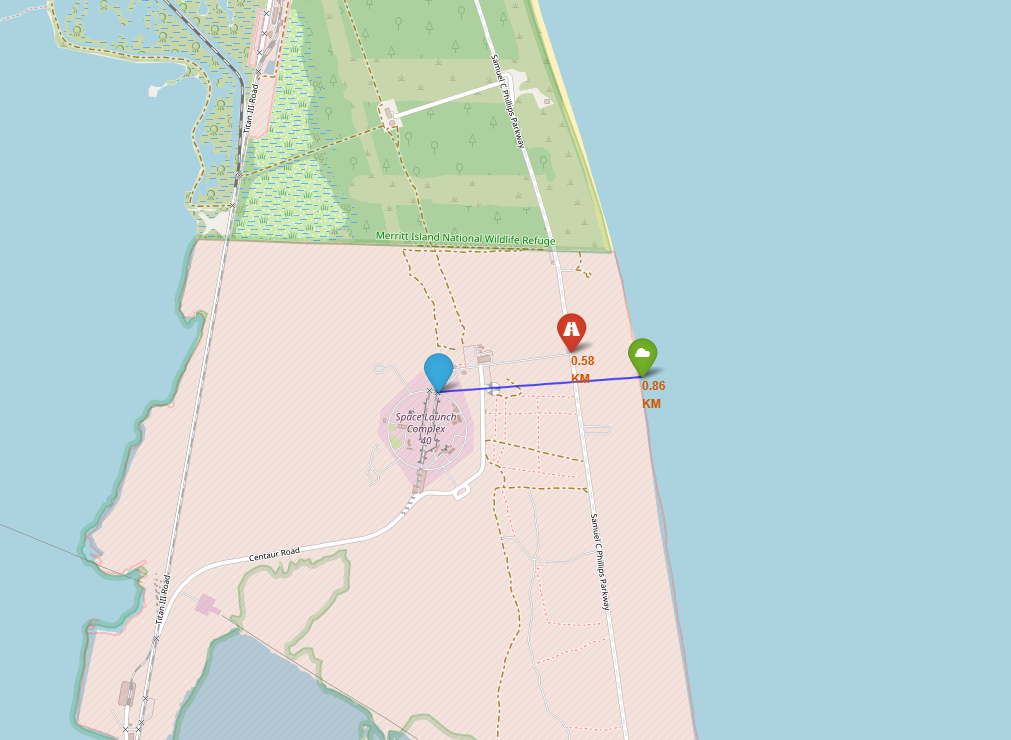 Samuel C Phillips Parkway
Titan III Road
Merritt Island National Wildlife Refuge
0.58
KM
0.86
KM
Space Launch
Complex
40
Samuel C Phillips Parkway
Centaur Road
Titan III Road